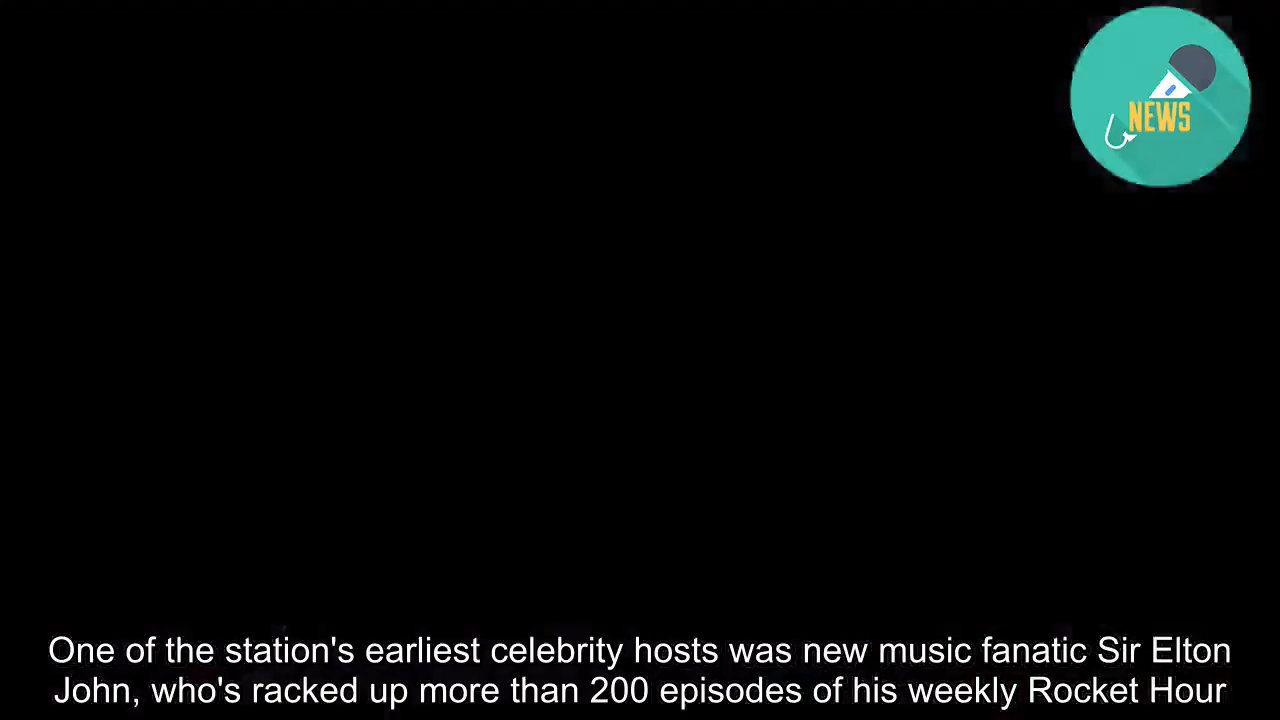 NEWS
One of the station's earliest celebrity hosts was new music fanatic Sir Elton
John, who's racked up more than 200 episodes of his weekly Rocket Hour